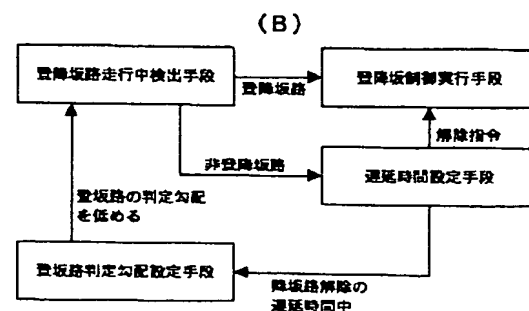 (B)
登降坂路走行中検出手段
登降坂路
登降坂制御実行手段
解除指令
非登降坂路
遅延時間設定手段
登坂路の判定勾配
を低める
登坂路判定勾配設定手段
降坂路解除の
遅延時間中